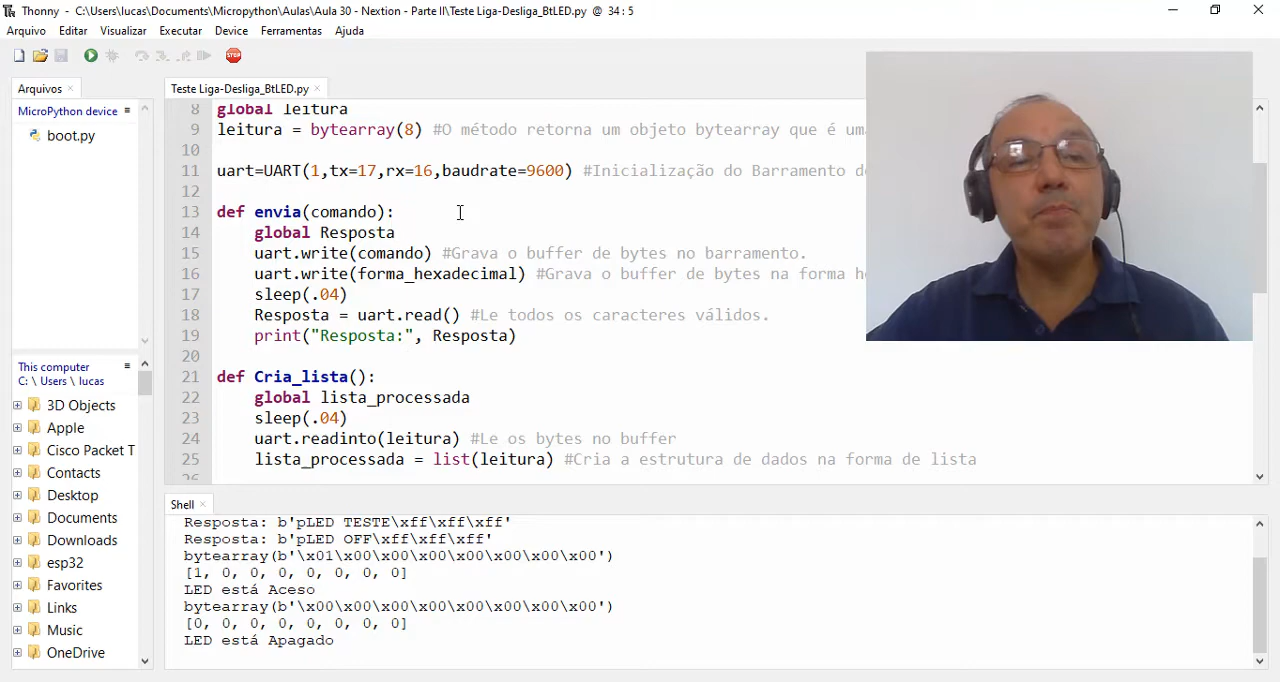 Thonny - C:\Users\lucas\Documents\Micropython\Aulas\Aula 30 - Nextion - Parte II\Teste Liga-Desliga_BtLED.py @ 34 : 5
Arquivo Editar Visualizar Executar Device Ferramentas Ajuda
STOP
Arquivos
MicroPython device
boot.py
This computer
C: \ Users \ lucas
3D Objects
Apple
Cisco Packet T
Contacts
Desktop
Documents
Downloads
esp32
Favorites
Links
Music
OneDrive
Teste Liga-Desliga_BtLED.py
8 global leitura
9 leitura = bytearray(8) #O método retorna um objeto bytearray que é uma
10
11 uart=UART(1,tx=17,rx=16,baudrate=9600) #Inicialização do Barramento de
12
13 def envia(comando):
14 global Resposta
15 uart.write(comando) #Grava o buffer de bytes no barramento.
16 uart.write(forma_hexadecimal) #Grava o buffer de bytes na forma he
17 sleep(.04)
18 Resposta = uart.read() #Le todos os caracteres válidos.
19 print("Resposta:", Resposta)
20
21 def Cria_lista():
22 global lista_processada
23 sleep(.04)
24 uart.readinto(leitura) #Le os bytes no buffer
25 lista_processada = list(leitura) #Cria a estrutura de dados na forma de lista
Shell
Resposta: b'pLED TESTE\xff\xff\xff'
Resposta: b'pLED OFF\xff\xff\xff'
bytearray(b'\x01\x00\x00\x00\x00\x00\x00\x00')
[1, 0, 0, 0, 0, 0, 0, 0]
LED está Aceso
bytearray(b'\x00\x00\x00\x00\x00\x00\x00\x00')
[0, 0, 0, 0, 0, 0, 0, 0]
LED está Apagado